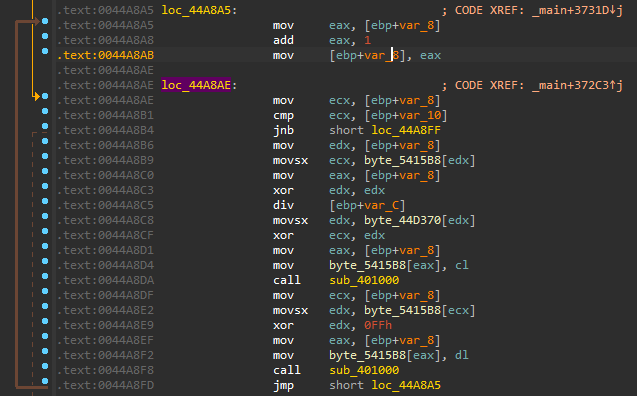 .text:0044A8A5 loc_44A8A5: ; CODE XREF: _main+3731D↓j
.text:0044A8A5 mov eax, [ebp+var_8]
.text:0044A8A8 add eax, 1
.text:0044A8AB mov [ebp+var_8], eax
.text:0044A8AE
.text:0044A8AE loc_44A8AE: ; CODE XREF: _main+372C3↑j
.text:0044A8AE mov ecx, [ebp+var_8]
.text:0044A8B1 cmp ecx, [ebp+var_10]
.text:0044A8B4 jnb short loc_44A8FF
.text:0044A8B6 mov edx, [ebp+var_8]
.text:0044A8B9 movsx ecx, byte_5415B8[edx]
.text:0044A8C0 mov eax, [ebp+var_8]
.text:0044A8C3 xor edx, edx
.text:0044A8C5 div [ebp+var_C]
.text:0044A8C8 movsx edx, byte_44D370[edx]
.text:0044A8CF xor ecx, edx
.text:0044A8D1 mov eax, [ebp+var_8]
.text:0044A8D4 mov byte_5415B8[eax], cl
.text:0044A8DA call sub_401000
.text:0044A8DF mov ecx, [ebp+var_8]
.text:0044A8E2 movsx edx, byte_5415B8[ecx]
.text:0044A8E9 xor edx, 0FFh
.text:0044A8EF mov eax, [ebp+var_8]
.text:0044A8F2 mov byte_5415B8[eax], dl
.text:0044A8F8 call sub_401000
.text:0044A8FD jmp short loc_44A8A5